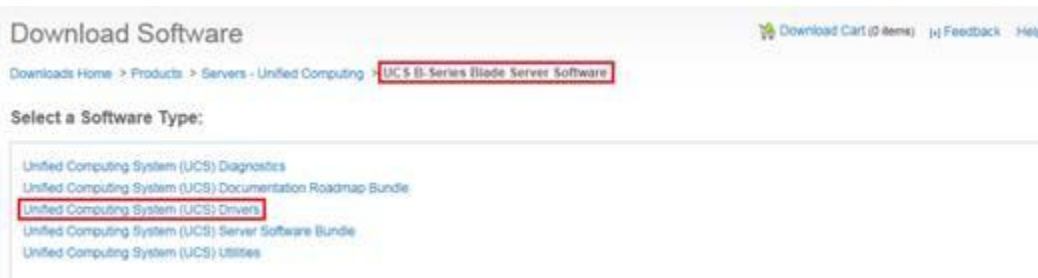 Download Software
Download Cart (0 items) [+] Feedback Help
Downloads Home > Products > Servers - Unified Computing > UCS B-Series Blade Server Software
Select a Software Type:
Unified Computing System (UCS) Diagnostics
Unified Computing System (UCS) Documentation Roadmap Bundle
Unified Computing System (UCS) Drivers
Unified Computing System (UCS) Server Software Bundle
Unified Computing System (UCS) Utilities